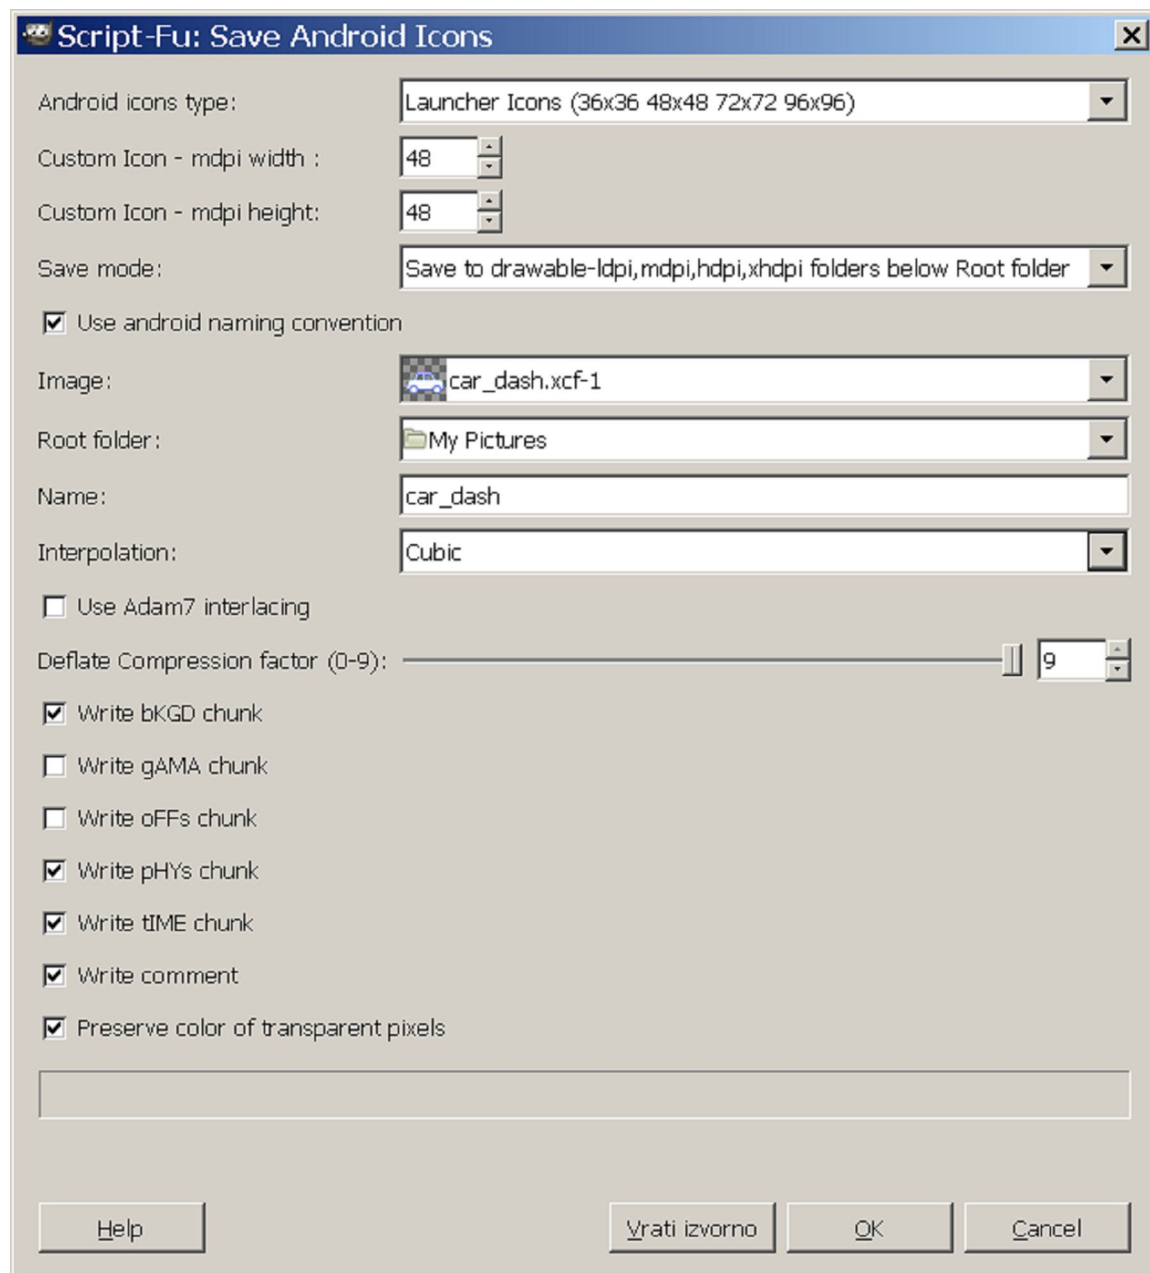 Script-Fu: Save Android Icons
Android icons type: Launcher Icons (36x36 48x48 72x72 96x96)
Custom Icon - mdpi width : 48
Custom Icon - mdpi height: 48
Save mode: Save to drawable-ldpi,mdpi,hdpi,xhdpi folders below Root folder
Use android naming convention
Image: car_dash.xcf-1
Root folder: My Pictures
Name: car_dash
Interpolation: Cubic
Use Adam7 interlacing
Deflate Compression factor (0-9): 9
Write bKGD chunk
Write gAMA chunk
Write oFFs chunk
Write pHYs chunk
Write tIME chunk
Write comment
Preserve color of transparent pixels
Help Vrati izvorno OK Cancel